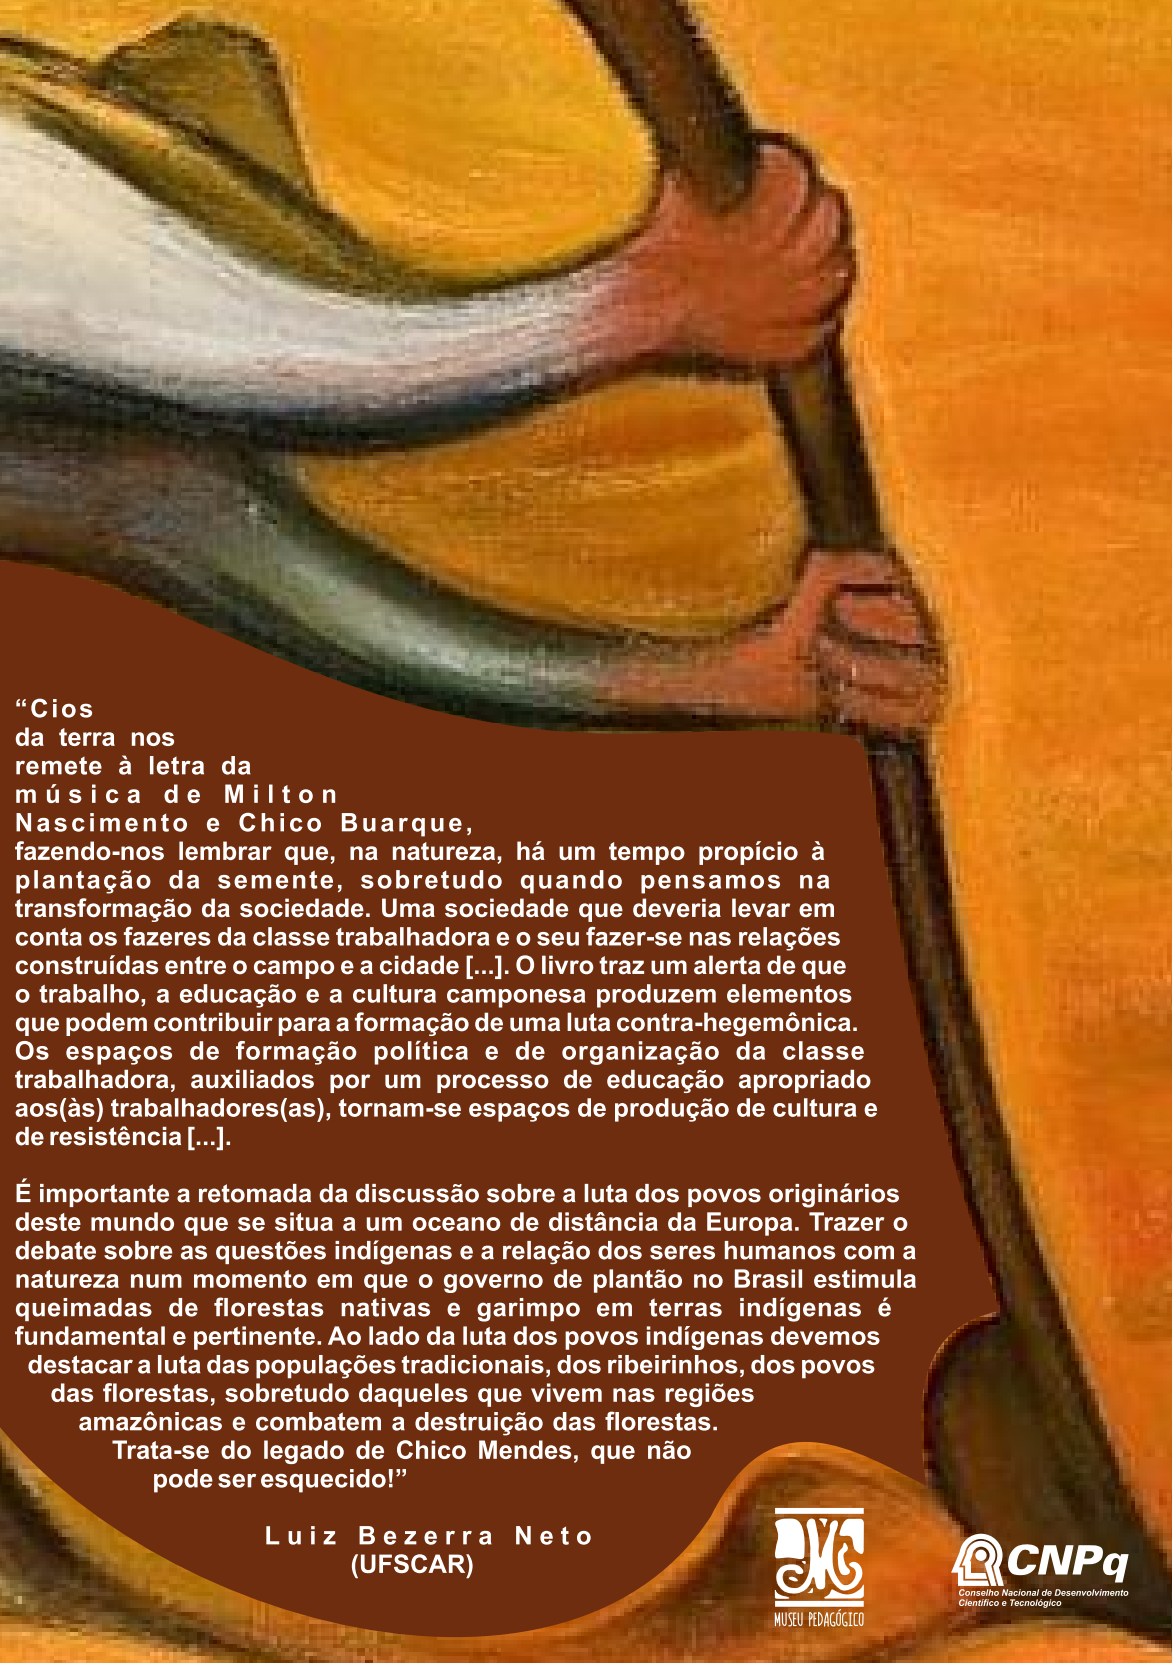 “Cios
da terra nos
remete à letra da
música de Milton
Nascimento e Chico Buarque,
fazendo-nos lembrar que, na natureza, há um tempo propício à
plantação da semente, sobretudo quando pensamos na
transformação da sociedade. Uma sociedade que deveria levar em
conta os fazeres da classe trabalhadora e o seu fazer-se nas relações
construídas entre o campo e a cidade [...]. O livro traz um alerta de que
o trabalho, a educação e a cultura camponesa produzem elementos
que podem contribuir para a formação de uma luta contra-hegemônica.
Os espaços de formação política e de organização da classe
trabalhadora, auxiliados por um processo de educação apropriado
aos(às) trabalhadores(as), tornam-se espaços de produção de cultura e
de resistência [...].
É importante a retomada da discussão sobre a luta dos povos originários
deste mundo que se situa a um oceano de distância da Europa. Trazer o
debate sobre as questões indígenas e a relação dos seres humanos com a
natureza num momento em que o governo de plantão no Brasil estimula
queimadas de florestas nativas e garimpo em terras indígenas é
fundamental e pertinente. Ao lado da luta dos povos indígenas devemos
destacar a luta das populações tradicionais, dos ribeirinhos, dos povos
das florestas, sobretudo daqueles que vivem nas regiões
amazônicas e combatem a destruição das florestas.
Trata-se do legado de Chico Mendes, que não
pode ser esquecido!”
Luiz Bezerra Neto
(UFSCAR)
MUSEU PEDAGÓGICO
CNPq
Conselho Nacional de Desenvolvimento
Científico e Tecnológico